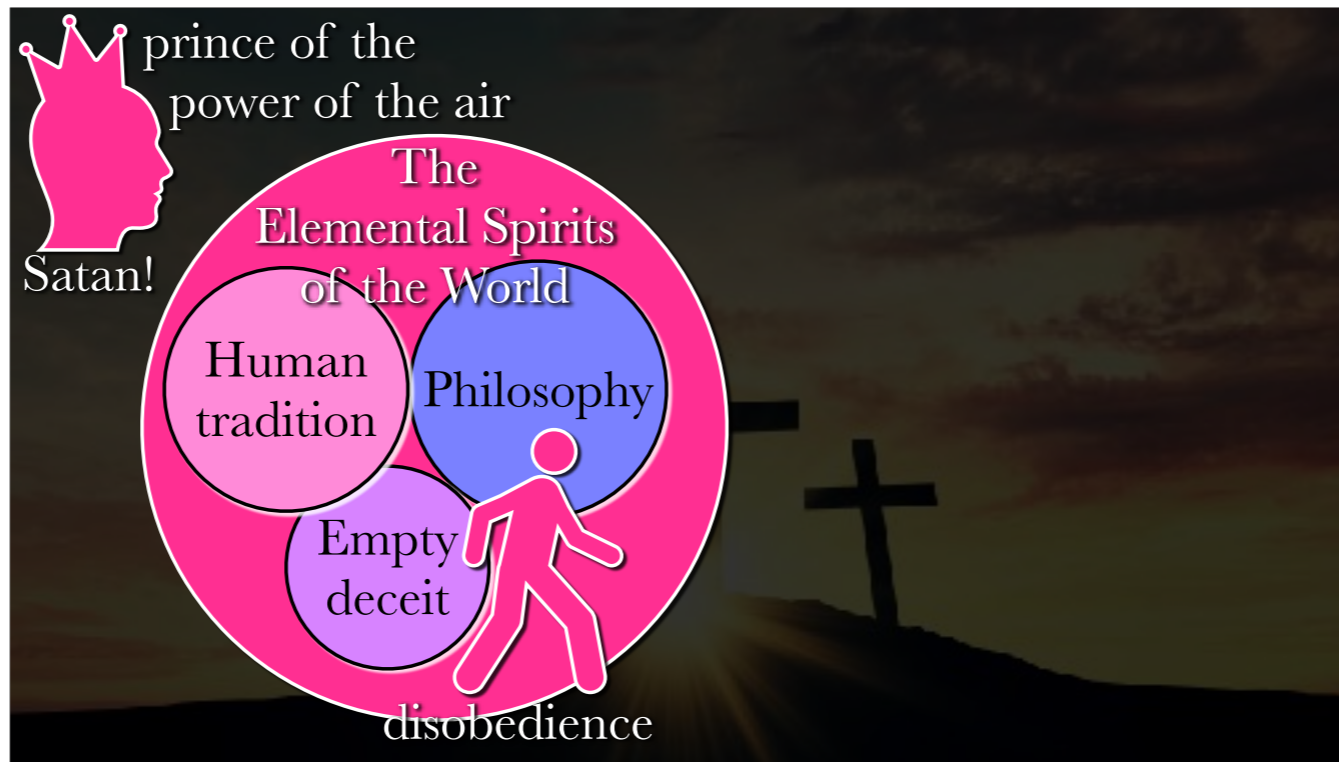 prince of the
power of the air
Satan!
The
Elemental Spirits
of the World
Human
tradition
Philosophy
Empty
deceit
disobedience